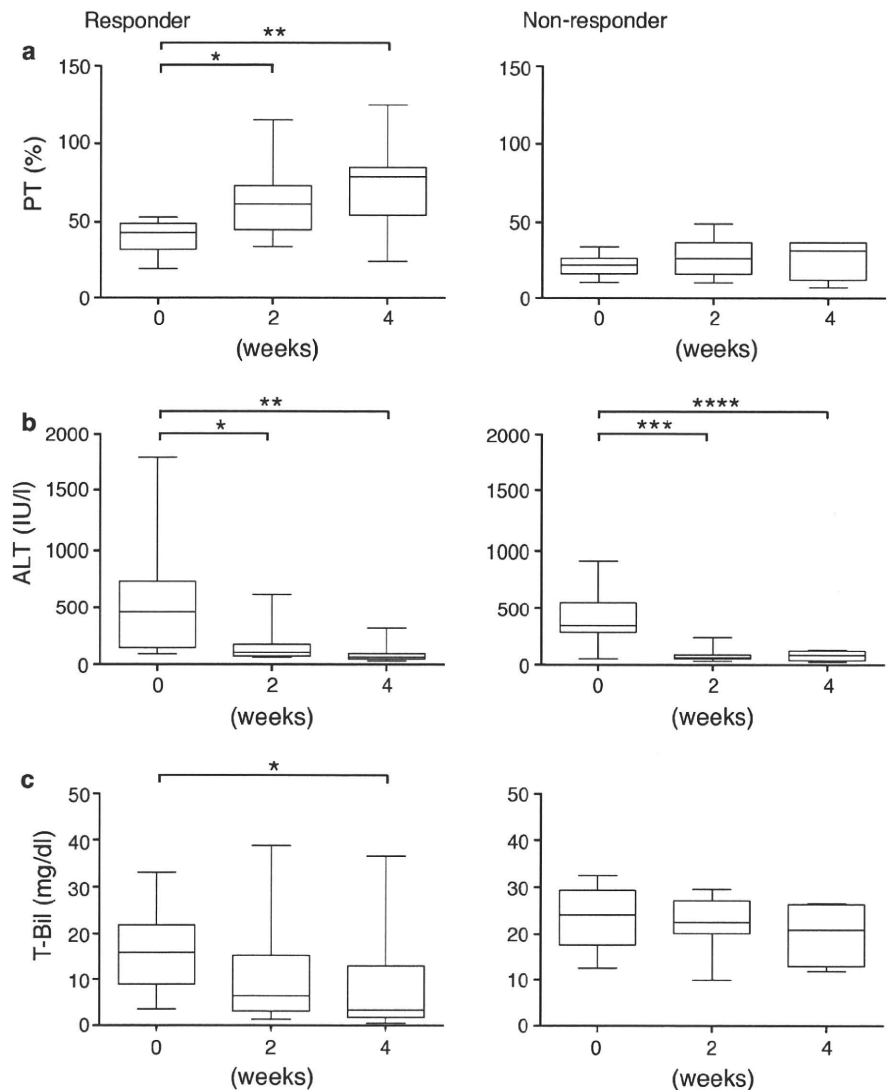 Responder
Non-responder
a
**
*
PT (%)
150
100
50
0
0 2 4
(weeks)
150
100
50
0
0 2 4
(weeks)
b
**
*
ALT (IU/l)
2000
1500
1000
500
0
0 2 4
(weeks)
****
***
2000
1500
1000
500
0
0 2 4
(weeks)
c
*
T-Bil (mg/dl)
50
40
30
20
10
0
0 2 4
(weeks)
50
40
30
20
10
0
0 2 4
(weeks)